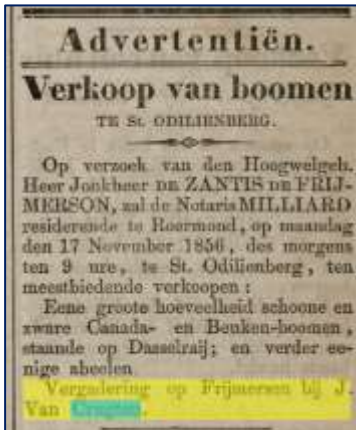 Advertentiën.
Verkoop van boomen
TE St. ODILIENBERG.
Op verzoek van den Hoogwelgeb.
Heer Jonkheer DE ZANTIS DE FRIJ-
MERSON, zal de Notaris MILLIARD
residerende te Roermond, op maandag
den 17 November 1856, des morgens
ten 9 ure, te St. Odilienberg, ten
meestbiedende verkoopen :
Eene groote hoeveelheid schoone en
zware Canada- en Beuken-boomen,
staande op Dasselraij; en verder ee-
nige abeelen
Vergadering op Frijmerson bij J.
Van